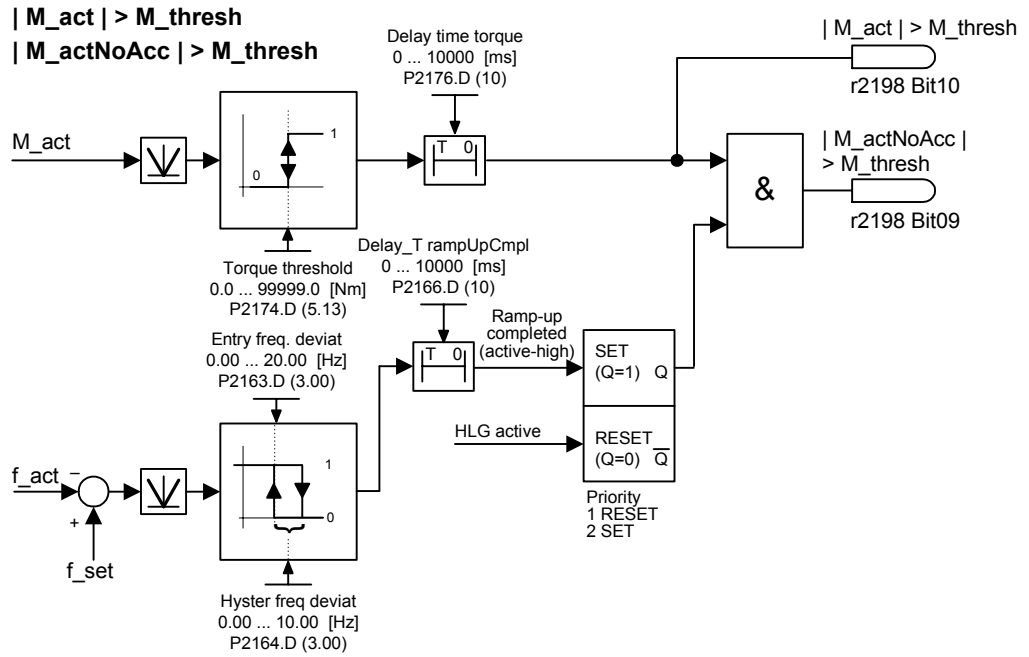 | M_act | > M_thresh
| M_actNoAcc | > M_thresh
Delay time torque
0 ... 10000 [ms]
P2176.D (10)
| M_act | > M_thresh
r2198 Bit10
M_act
1
0
T 0
| M_actNoAcc |
> M_thresh
&
r2198 Bit09
Torque threshold
0.0 ... 99999.0 [Nm]
P2174.D (5.13)
Delay_T rampUpCmpl
0 ... 10000 [ms]
P2166.D (10)
Entry freq. deviat
0.00 ... 20.00 [Hz]
P2163.D (3.00)
T 0
Ramp-up
completed
(active-high)
SET
(Q=1) Q
HLG active
RESET
(Q=0) Q
Priority
1 RESET
2 SET
f_act
−
+
f_set
1
0
Hyster freq deviat
0.00 ... 10.00 [Hz]
P2164.D (3.00)